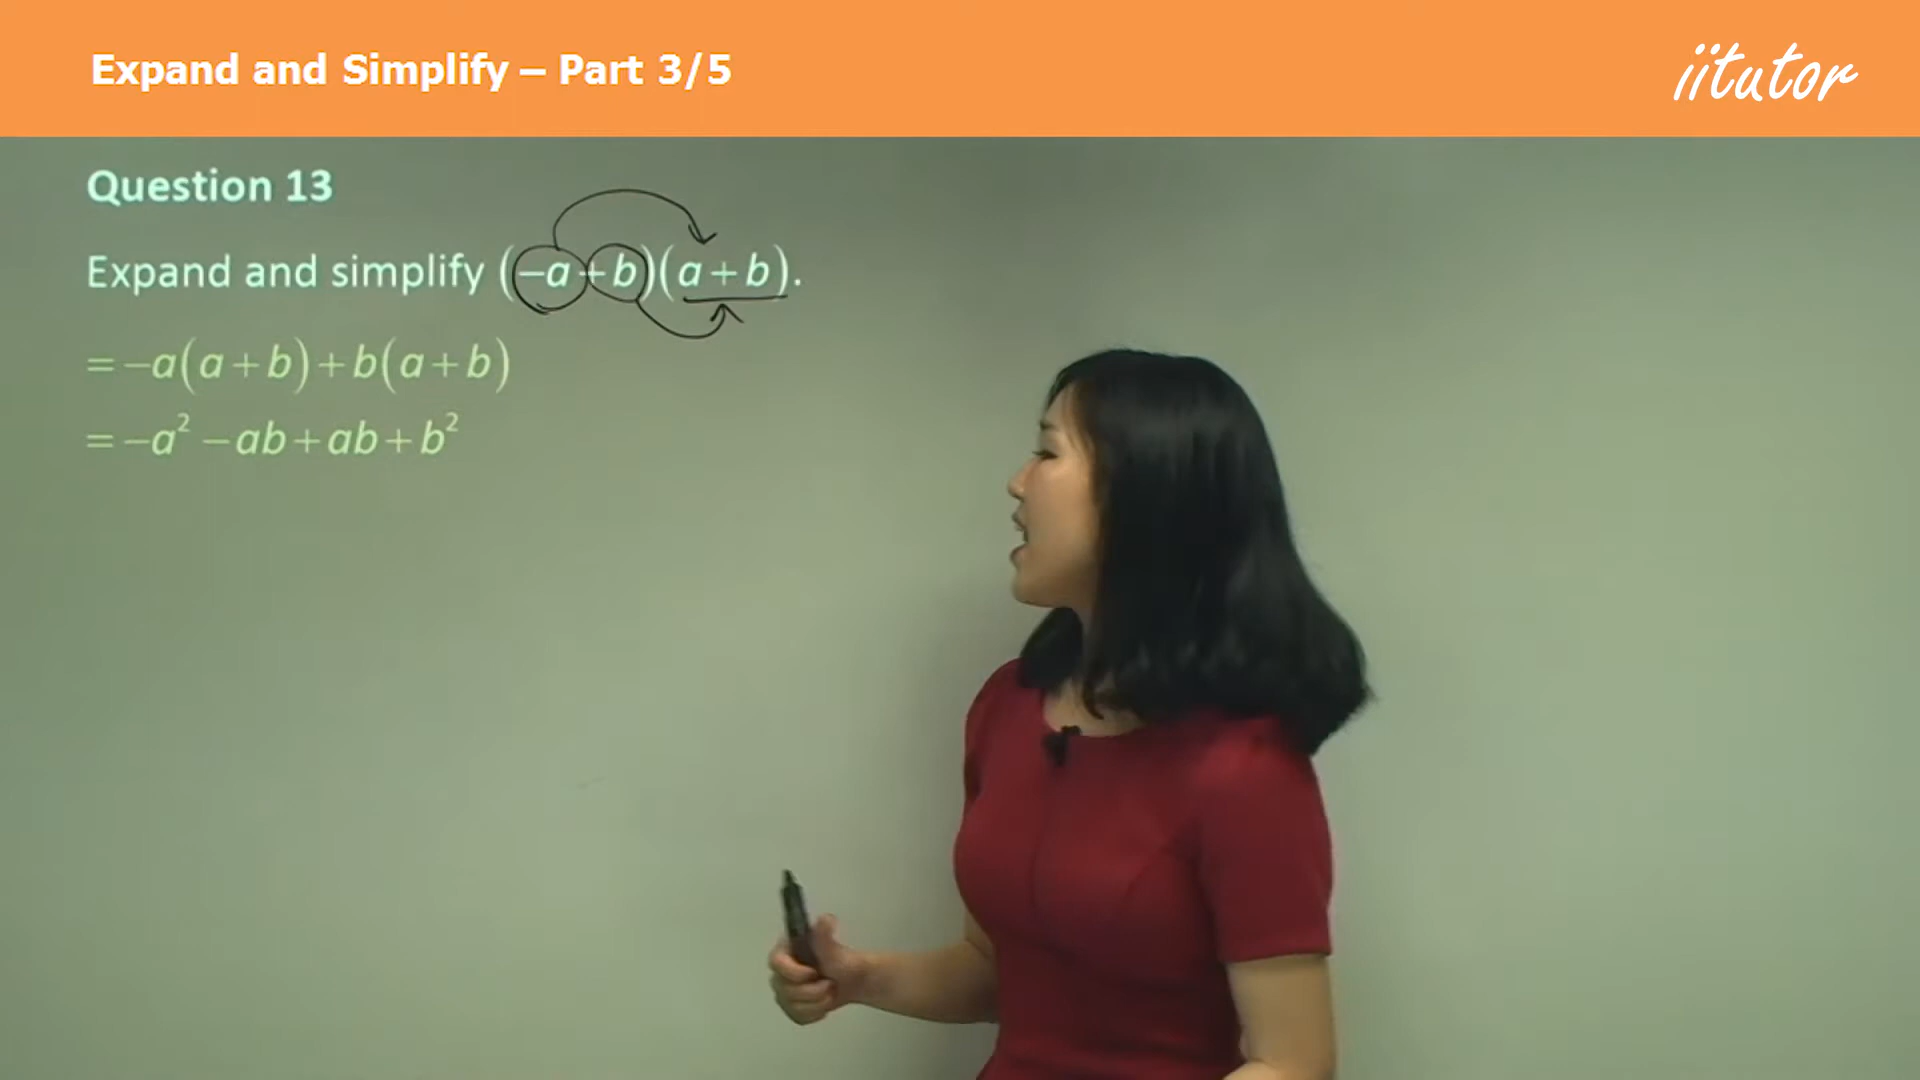 Expand and Simplify – Part 3/5
iitutor
Question 13
Expand and simplify (−a+b)(a+b).
=−a(a+b)+b(a+b)
=−a²−ab+ab+b²